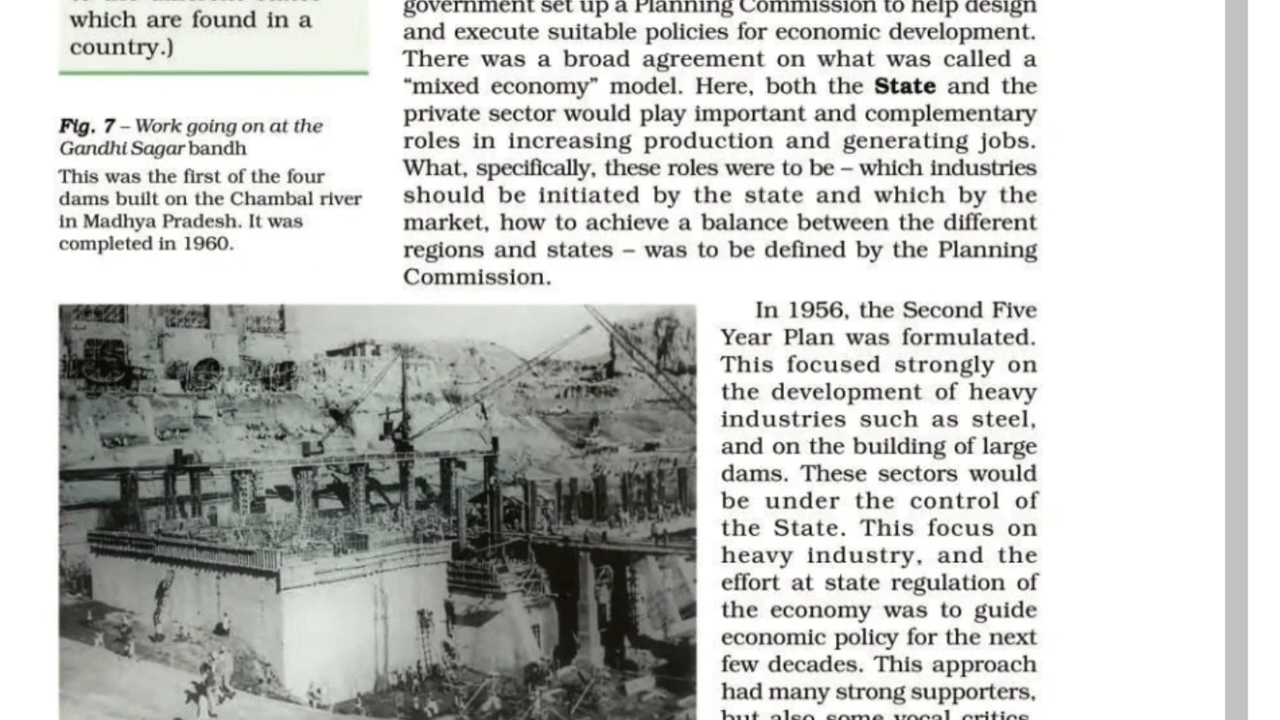 which are found in a
country.)
Fig. 7 – Work going on at the
Gandhi Sagar bandh
This was the first of the four
dams built on the Chambal river
in Madhya Pradesh. It was
completed in 1960.
government set up a Planning Commission to help design
and execute suitable policies for economic development.
There was a broad agreement on what was called a
“mixed economy” model. Here, both the State and the
private sector would play important and complementary
roles in increasing production and generating jobs.
What, specifically, these roles were to be – which industries
should be initiated by the state and which by the
market, how to achieve a balance between the different
regions and states – was to be defined by the Planning
Commission.
In 1956, the Second Five
Year Plan was formulated.
This focused strongly on
the development of heavy
industries such as steel,
and on the building of large
dams. These sectors would
be under the control of
the State. This focus on
heavy industry, and the
effort at state regulation of
the economy was to guide
economic policy for the next
few decades. This approach
had many strong supporters,
but also some vocal critics.